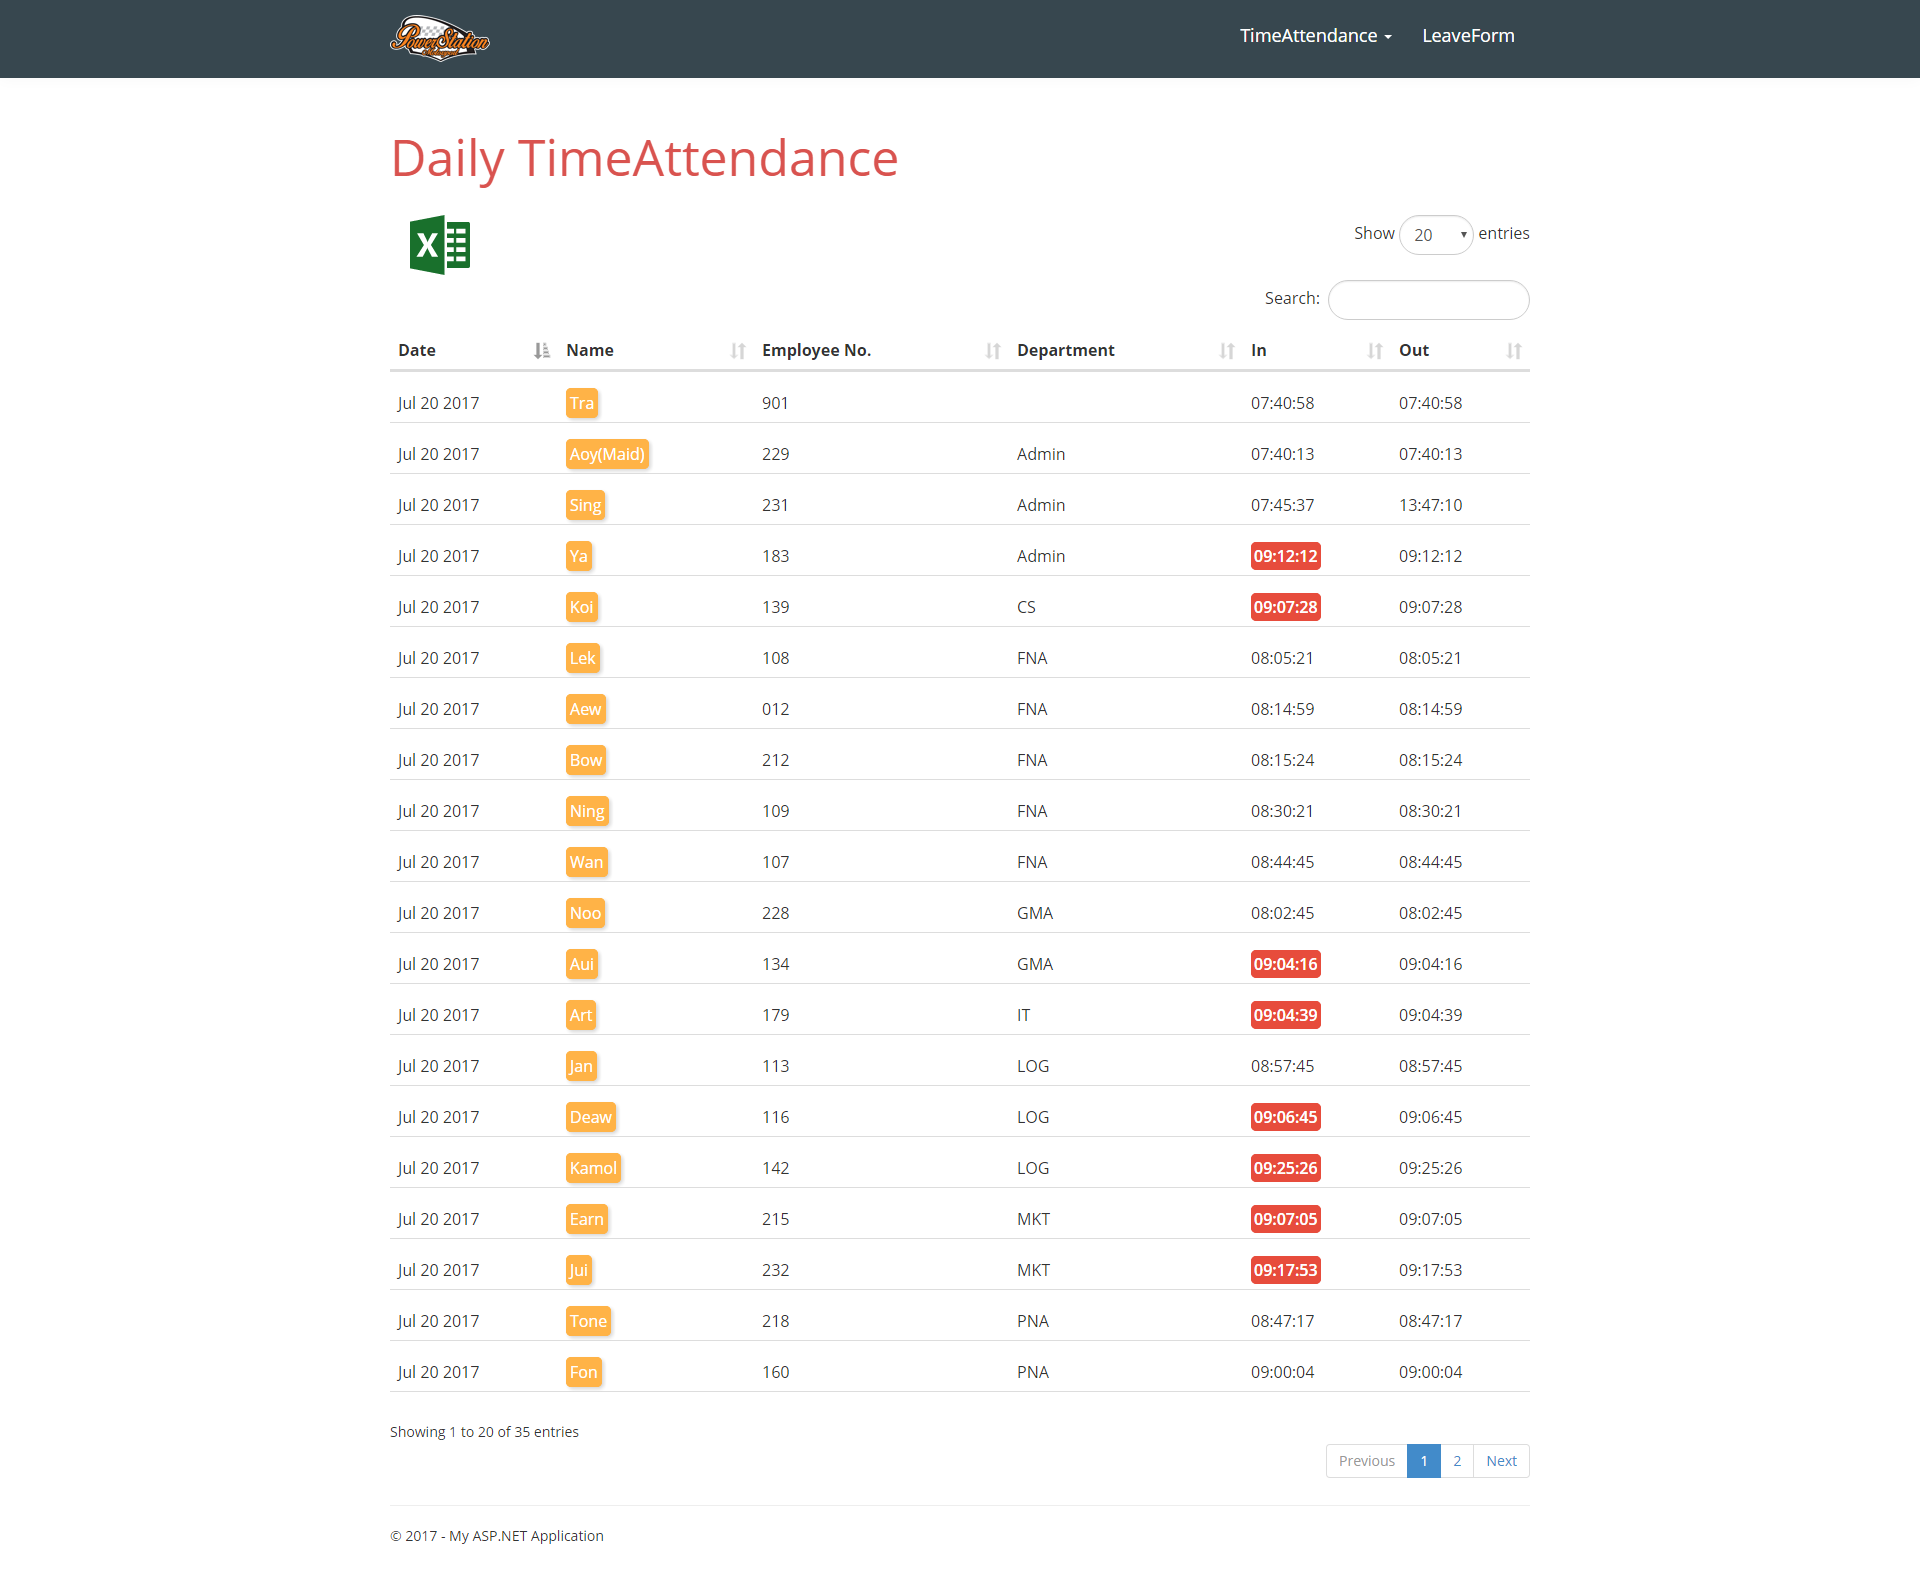 PowerStation
TimeAttendance LeaveForm
Daily TimeAttendance
X
Show 20 entries
Search:
Date Name Employee No. Department In Out
Jul 20 2017 Tra 901 07:40:58 07:40:58
Jul 20 2017 Aoy(Maid) 229 Admin 07:40:13 07:40:13
Jul 20 2017 Sing 231 Admin 07:45:37 13:47:10
Jul 20 2017 Ya 183 Admin 09:12:12 09:12:12
Jul 20 2017 Koi 139 CS 09:07:28 09:07:28
Jul 20 2017 Lek 108 FNA 08:05:21 08:05:21
Jul 20 2017 Aew 012 FNA 08:14:59 08:14:59
Jul 20 2017 Bow 212 FNA 08:15:24 08:15:24
Jul 20 2017 Ning 109 FNA 08:30:21 08:30:21
Jul 20 2017 Wan 107 FNA 08:44:45 08:44:45
Jul 20 2017 Noo 228 GMA 08:02:45 08:02:45
Jul 20 2017 Aui 134 GMA 09:04:16 09:04:16
Jul 20 2017 Art 179 IT 09:04:39 09:04:39
Jul 20 2017 Jan 113 LOG 08:57:45 08:57:45
Jul 20 2017 Deaw 116 LOG 09:06:45 09:06:45
Jul 20 2017 Kamol 142 LOG 09:25:26 09:25:26
Jul 20 2017 Earn 215 MKT 09:07:05 09:07:05
Jul 20 2017 Jui 232 MKT 09:17:53 09:17:53
Jul 20 2017 Tone 218 PNA 08:47:17 08:47:17
Jul 20 2017 Fon 160 PNA 09:00:04 09:00:04
Showing 1 to 20 of 35 entries
Previous 1 2 Next
© 2017 - My ASP.NET Application